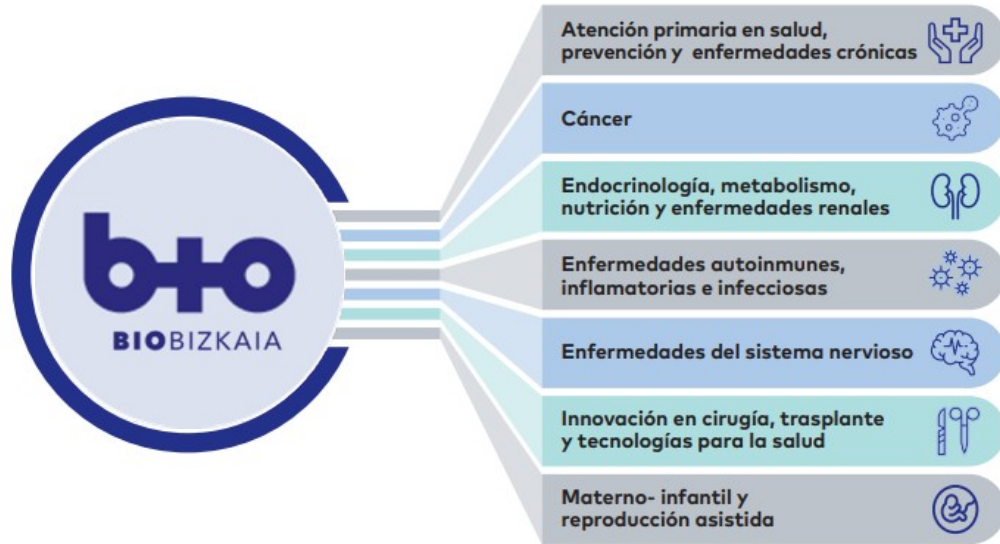 bio
BIOBIZKAIA
Atención primaria en salud,
prevención y enfermedades crónicas
Cáncer
Endocrinología, metabolismo,
nutrición y enfermedades renales
Enfermedades autoinmunes,
inflamatorias e infecciosas
Enfermedades del sistema nervioso
Innovación en cirugía, trasplante
y tecnologías para la salud
Materno- infantil y
reproducción asistida